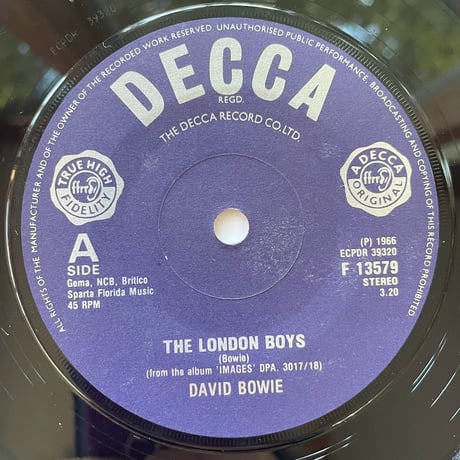 ECPDR 39320
ALL RIGHTS OF THE MANUFACTURER AND OF THE OWNER OF THE RECORDED WORK RESERVED. UNAUTHORISED PUBLIC PERFORMANCE, BROADCASTING AND COPYING OF THIS RECORD PROHIBITED
DECCA
REGD.
THE DECCA RECORD CO. LTD.
TRUE HIGH
ffrr
FIDELITY
A DECCA
ffrr
ORIGINAL
A
SIDE
Gema, NCB, Britico
Sparta Florida Music
45 RPM
(P) 1966
ECPDR 39320
F 13579
STEREO
3.20
THE LONDON BOYS
(Bowie)
(from the album 'IMAGES' DPA. 3017/18)
DAVID BOWIE